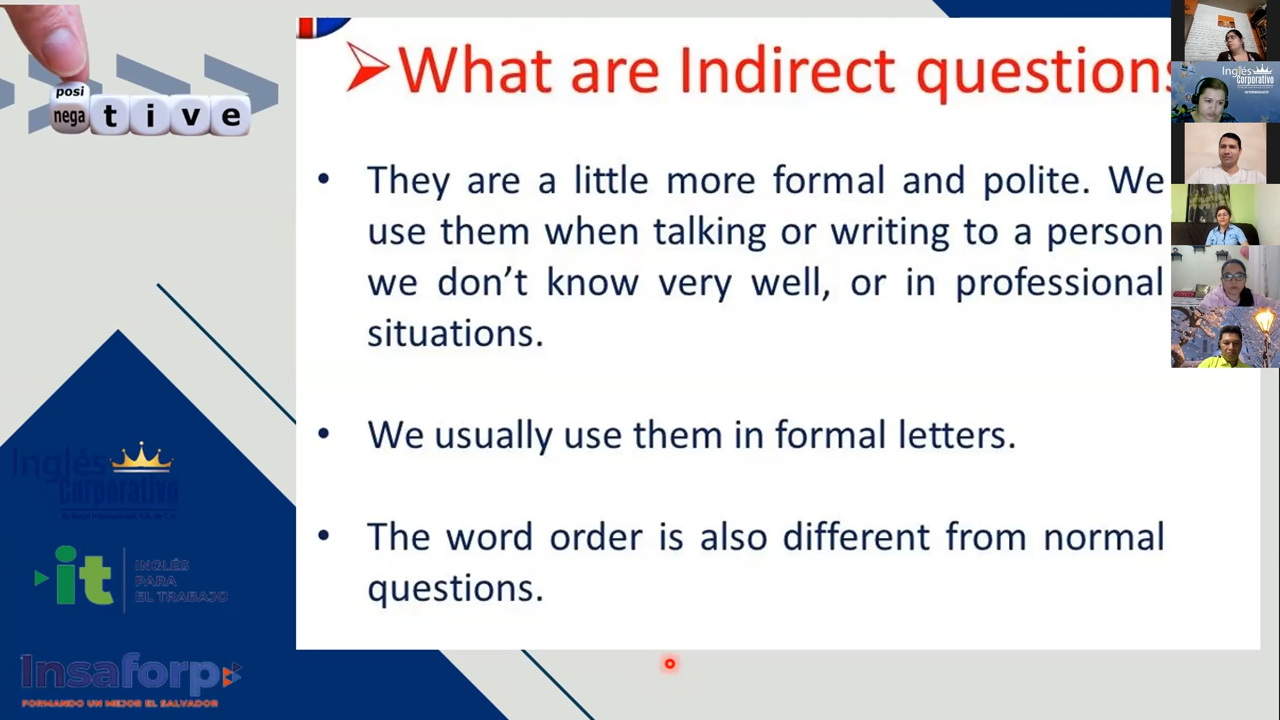 posi
nega t i v e
What are Indirect questions
They are a little more formal and polite. We
use them when talking or writing to a person
we don't know very well, or in professional
situations.
We usually use them in formal letters.
The word order is also different from normal
questions.
Inglés
Corporativo
it INGLÉS
PARA
EL TRABAJO
Insaforp
FORMANDO UN MEJOR EL SALVADOR
Inglés
Corporativo
INTERMEDIATE